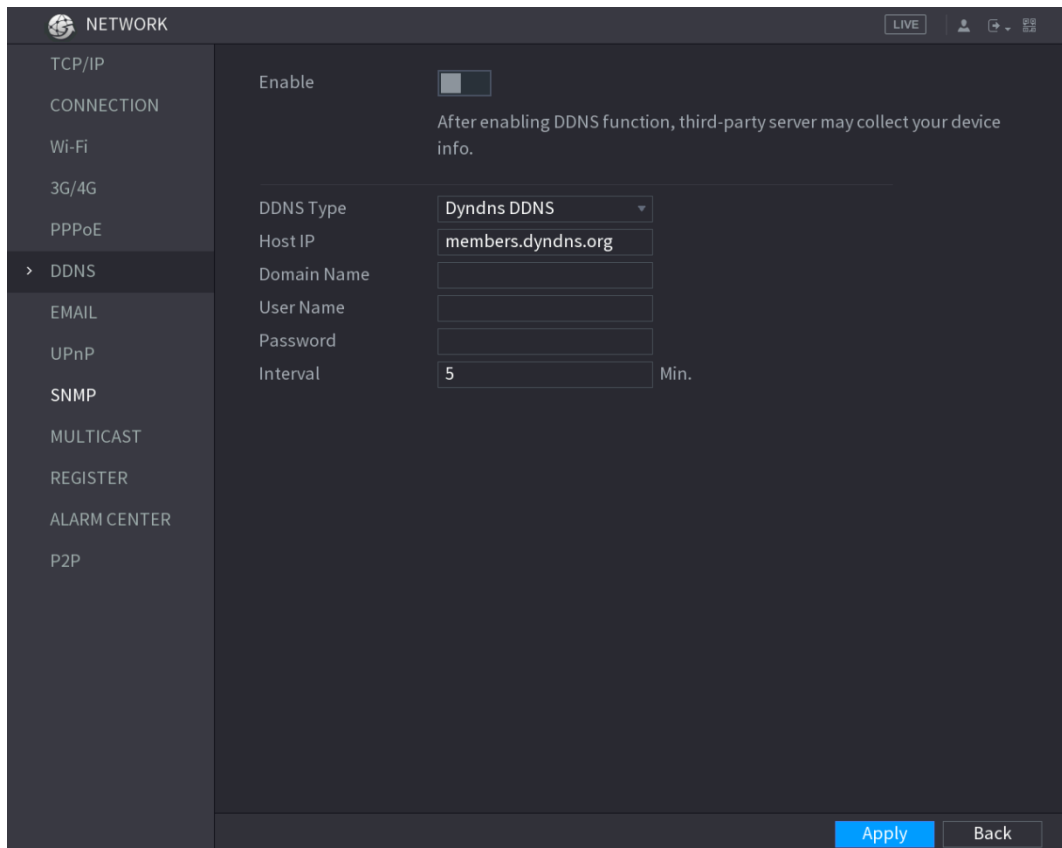 NETWORK
LIVE
TCP/IP
CONNECTION
Wi-Fi
3G/4G
PPPoE
DDNS
EMAIL
UPnP
SNMP
MULTICAST
REGISTER
ALARM CENTER
P2P
Enable
After enabling DDNS function, third-party server may collect your device
info.
DDNS Type Dyndns DDNS
Host IP members.dyndns.org
Domain Name
User Name
Password
Interval 5 Min.
Apply Back